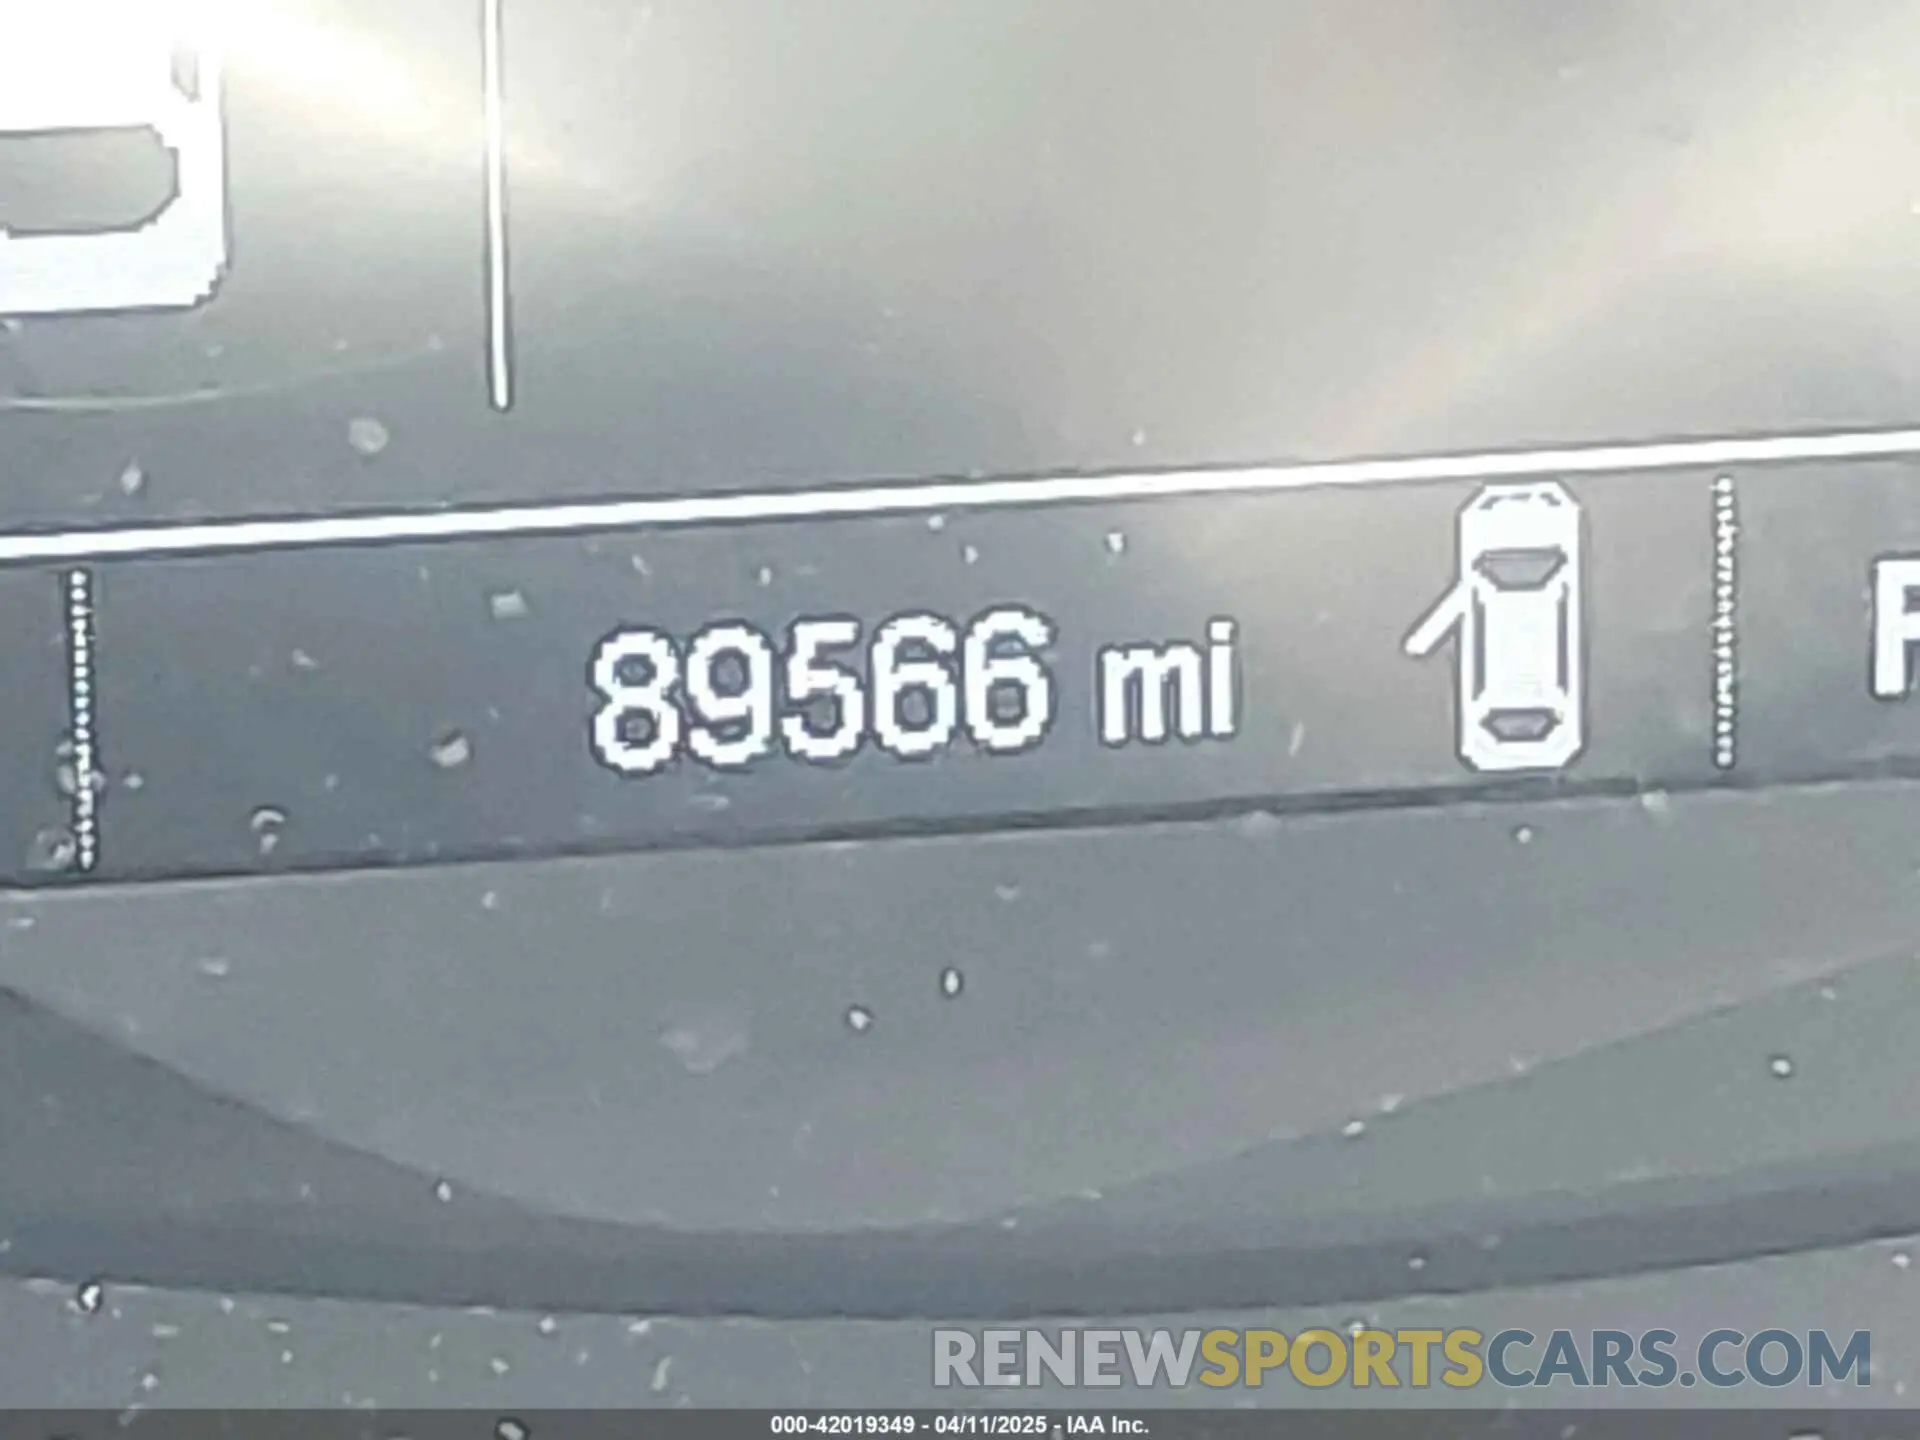 89566 mi
RENEWSPORTSCARS.COM
000-42019349 - 04/11/2025 - IAA Inc.